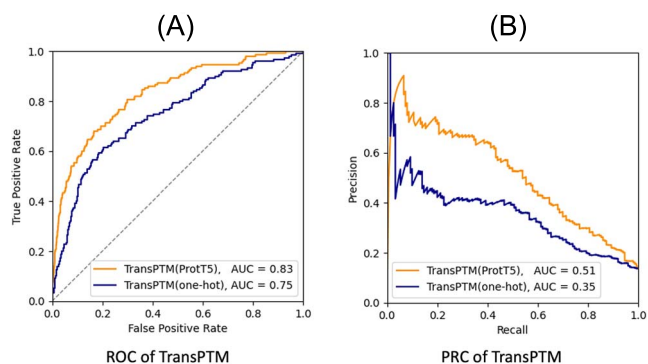 (A)
1.0
0.8
0.6
0.4
0.2
0.0
True Positive Rate
TransPTM(ProtT5), AUC = 0.83
TransPTM(one-hot), AUC = 0.75
0.0 0.2 0.4 0.6 0.8 1.0
False Positive Rate
ROC of TransPTM
(B)
1.0
0.8
0.6
0.4
0.2
0.0
Precision
TransPTM(ProtT5), AUC = 0.51
TransPTM(one-hot), AUC = 0.35
0.0 0.2 0.4 0.6 0.8 1.0
Recall
PRC of TransPTM